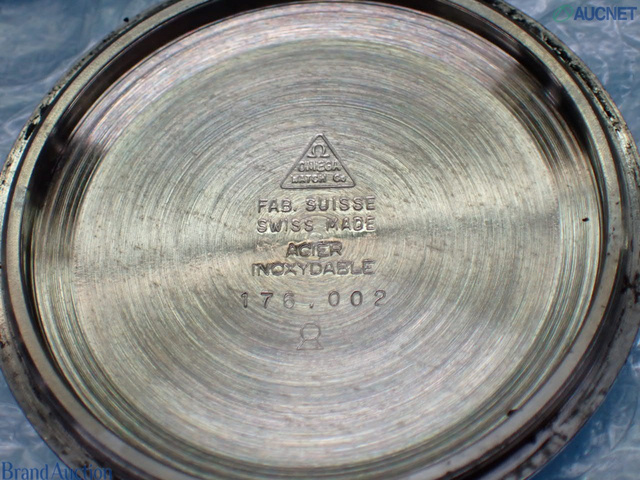 AUCNET
Ω
OMEGA
WATCH Co
FAB. SUISSE
SWISS MADE
ACIER
INOXYDABLE
176.002
Brand Auction